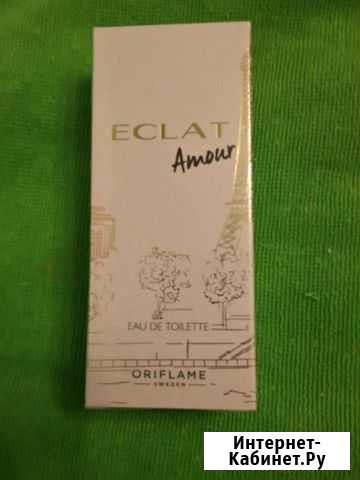 ECLAT
Amour
EAU DE TOILETTE
ORIFLAME
SWEDEN
Интернет-
Кабинет.Ру